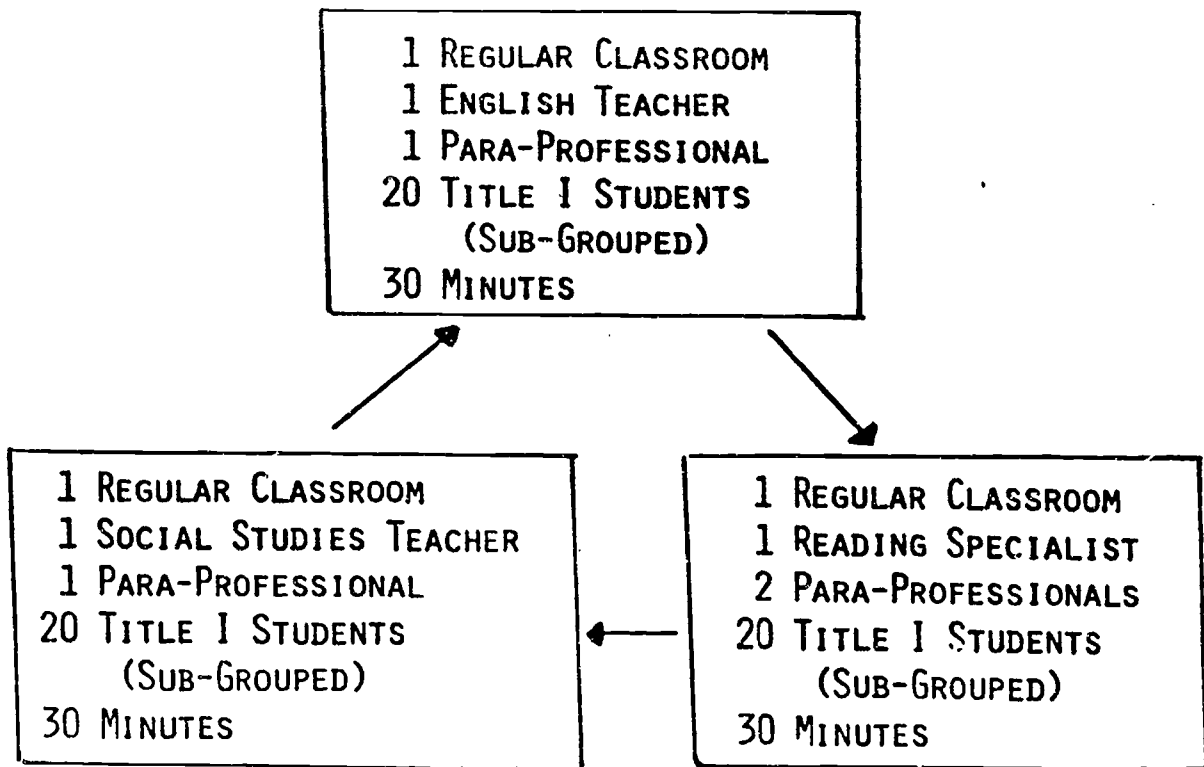 1 REGULAR CLASSROOM
1 ENGLISH TEACHER
1 PARA-PROFESSIONAL
20 TITLE I STUDENTS
(SUB-GROUPED)
30 MINUTES
1 REGULAR CLASSROOM
1 SOCIAL STUDIES TEACHER
1 PARA-PROFESSIONAL
20 TITLE I STUDENTS
(SUB-GROUPED)
30 MINUTES
1 REGULAR CLASSROOM
1 READING SPECIALIST
2 PARA-PROFESSIONALS
20 TITLE I STUDENTS
(SUB-GROUPED)
30 MINUTES